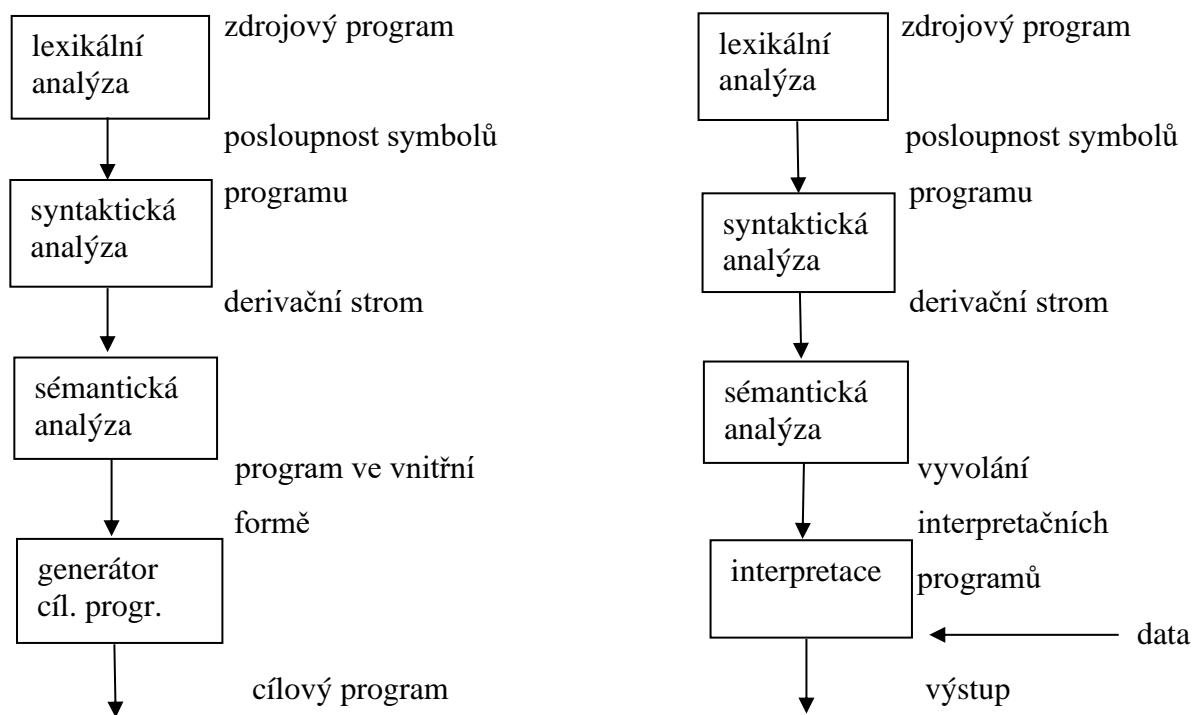 zdrojový program
lexikální
analýza
posloupnost symbolů
programu
syntaktická
analýza
derivační strom
sémantická
analýza
program ve vnitřní
formě
generátor
cíl. progr.
cílový program
zdrojový program
lexikální
analýza
posloupnost symbolů
programu
syntaktická
analýza
derivační strom
sémantická
analýza
vyvolání
interpretačních
programů
interpretace
data
výstup